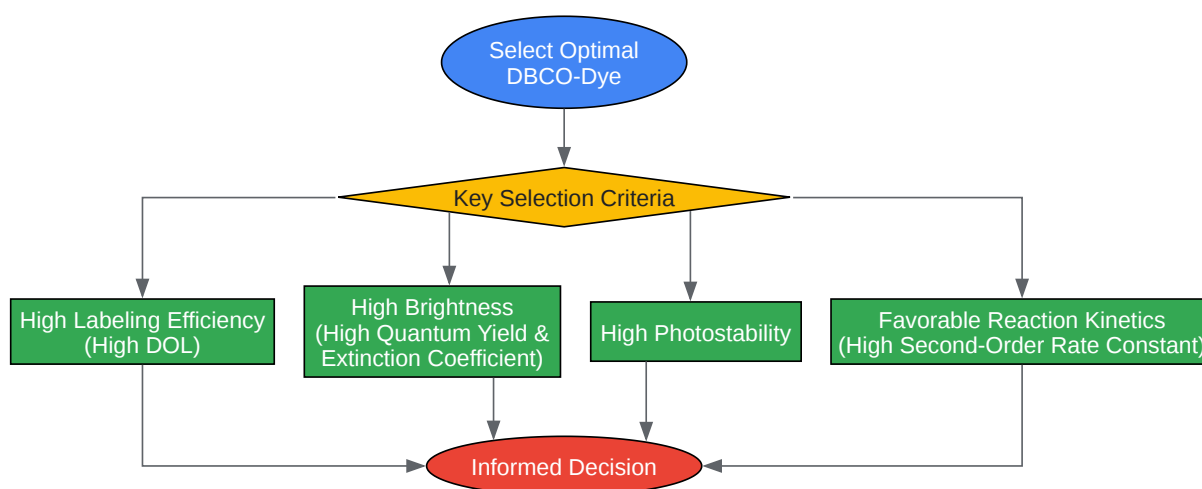 Select Optimal
DBCO-Dye
Key Selection Criteria
High Labeling Efficiency
(High DOL)
High Brightness
(High Quantum Yield &
Extinction Coefficient)
High Photostability
Favorable Reaction Kinetics
(High Second-Order Rate Constant)
Informed Decision